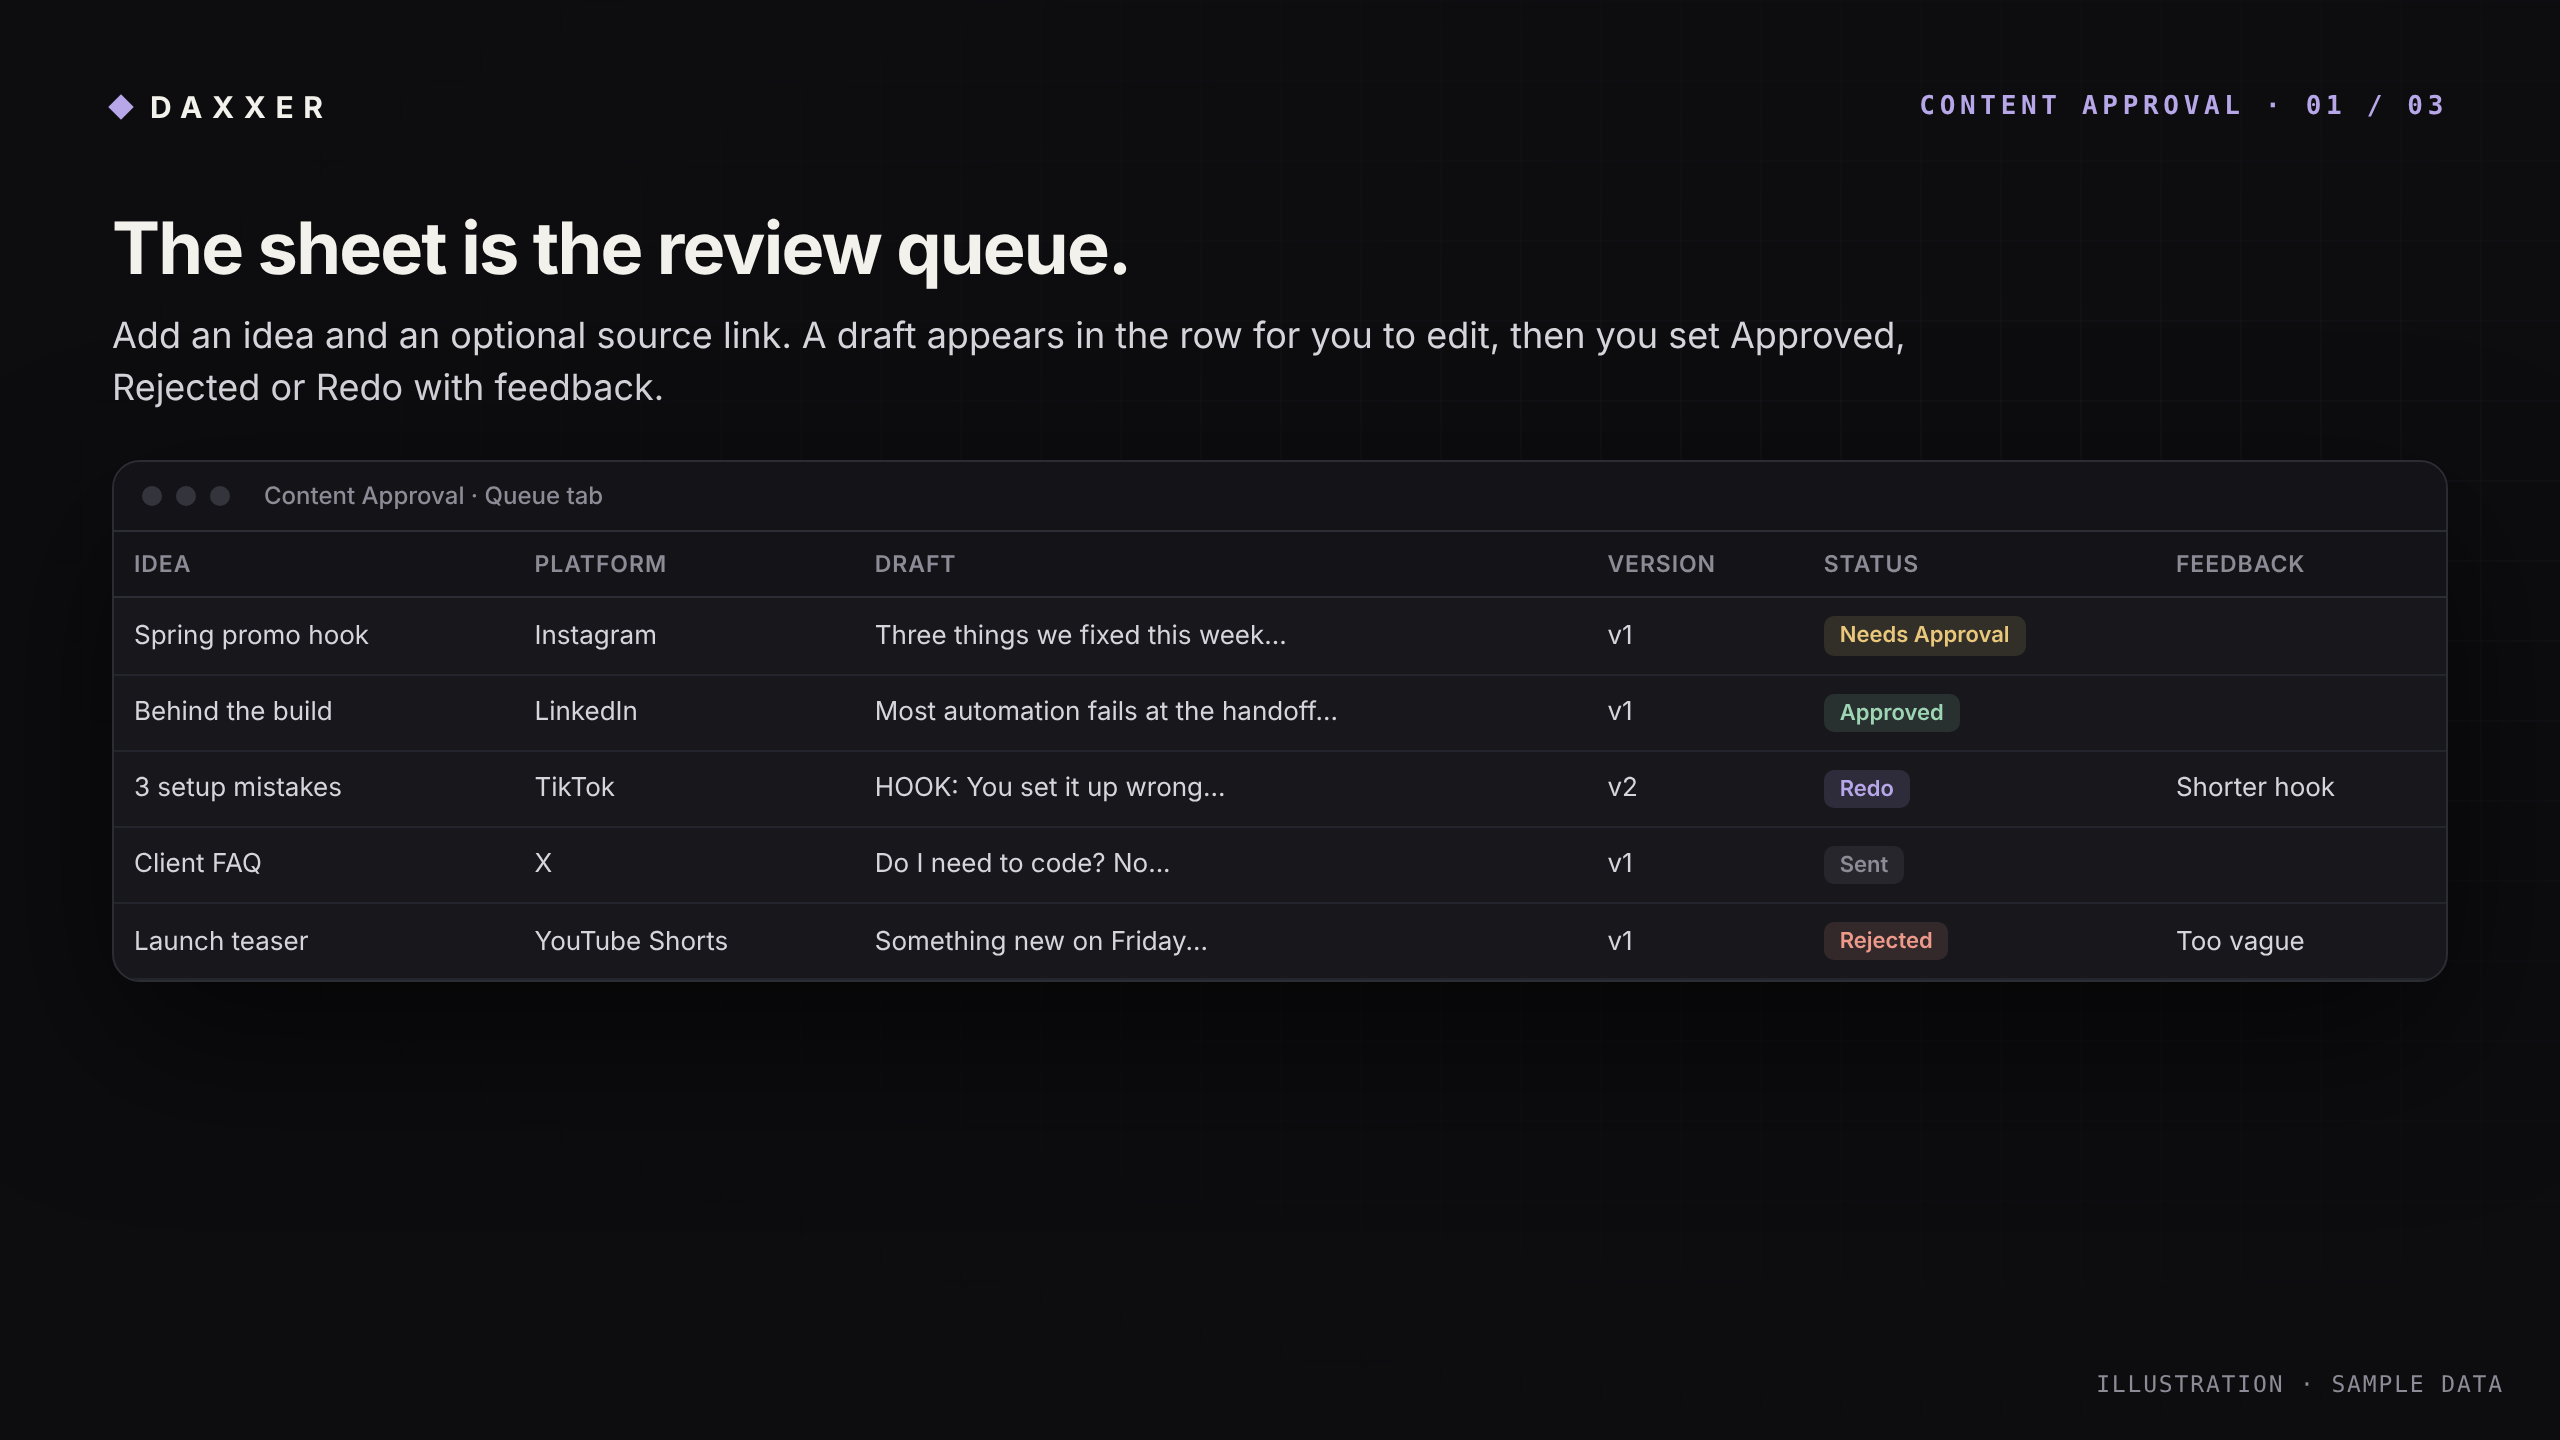 DAXXER
CONTENT APPROVAL · 01 / 03
The sheet is the review queue.
Add an idea and an optional source link. A draft appears in the row for you to edit, then you set Approved,
Rejected or Redo with feedback.
Content Approval · Queue tab
IDEA PLATFORM DRAFT VERSION STATUS FEEDBACK
Spring promo hook Instagram Three things we fixed this week... v1 Needs Approval
Behind the build LinkedIn Most automation fails at the handoff... v1 Approved
3 setup mistakes TikTok HOOK: You set it up wrong... v2 Redo Shorter hook
Client FAQ X Do I need to code? No... v1 Sent
Launch teaser YouTube Shorts Something new on Friday... v1 Rejected Too vague
ILLUSTRATION · SAMPLE DATA